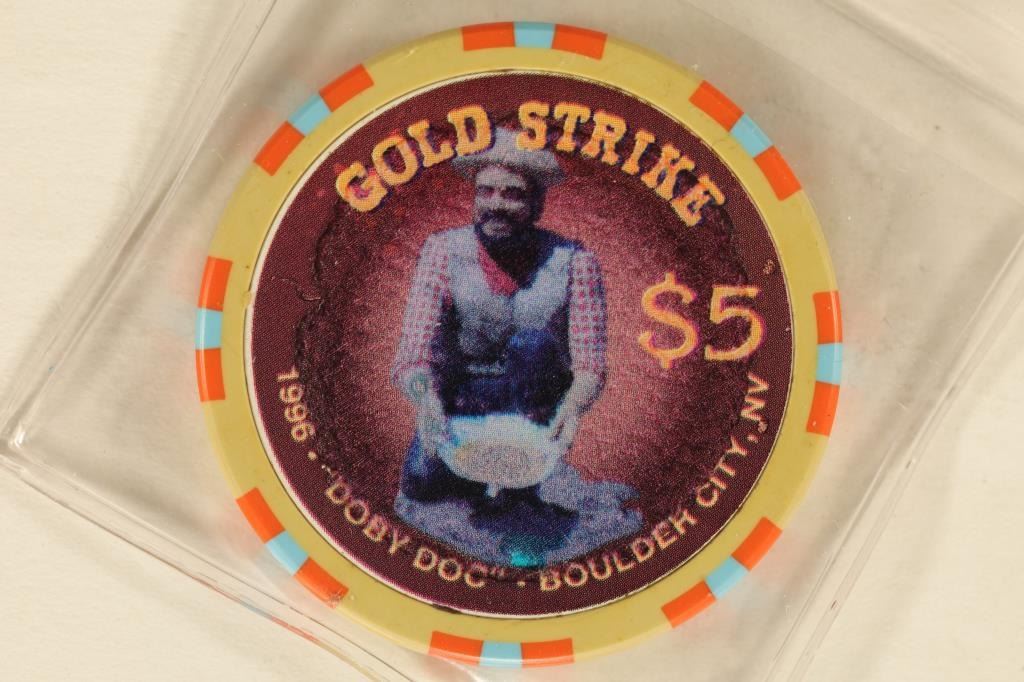 GOLD STRIKE
$5
1996 • "DOBY DOC" • BOULDER CITY, NV